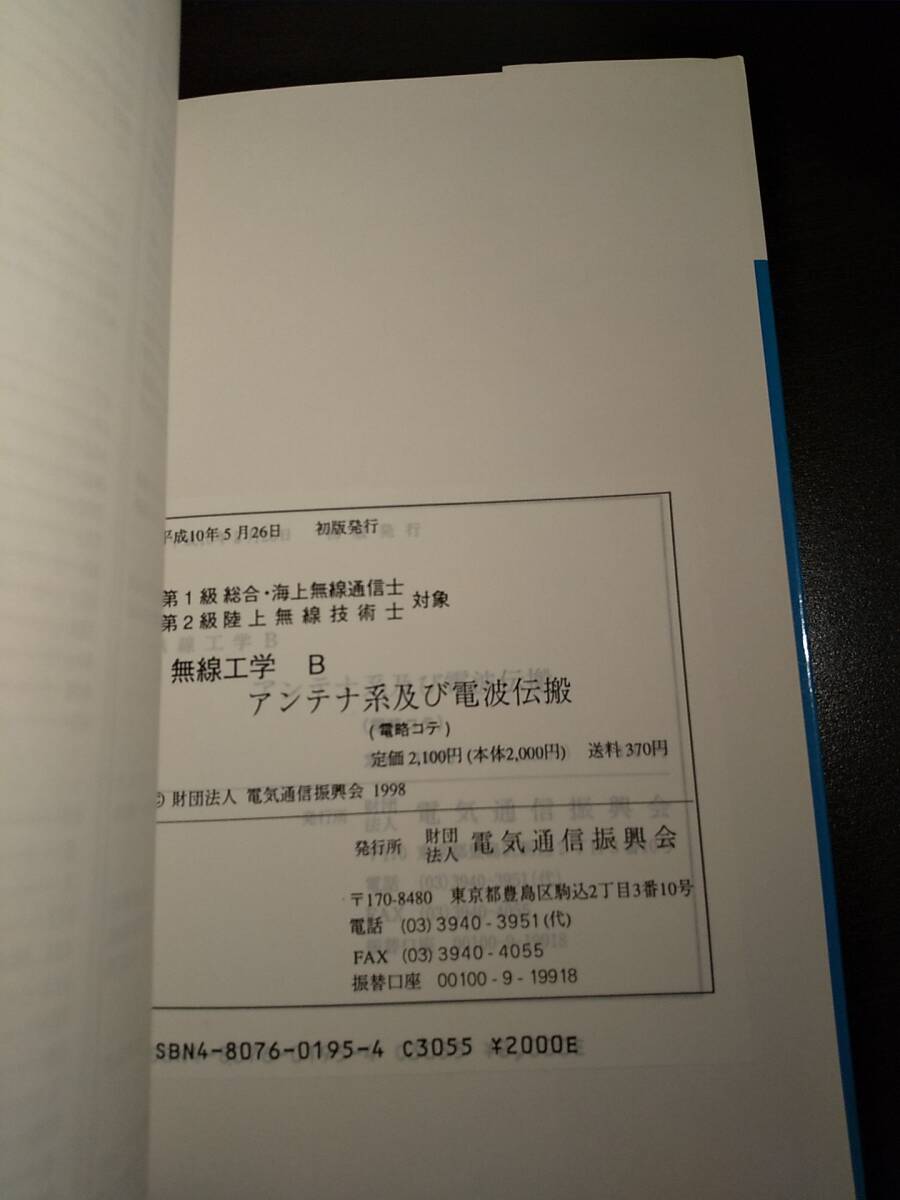 平成10年5月26日 初版発行
第1級総合・海上無線通信士
第2級陸上無線技術士 対象
無線工学 B
アンテナ系及び電波伝搬
(電略コテ)
定価2,100円(本体2,000円) 送料370円
© 財団法人 電気通信振興会 1998
発行所 財団法人 電気通信振興会
〒170-8480 東京都豊島区駒込2丁目3番10号
電話 (03)3940-3951(代)
FAX (03)3940-4055
振替口座 00100-9-19918
SBN4-8076-0195-4 C3055 ¥2000E